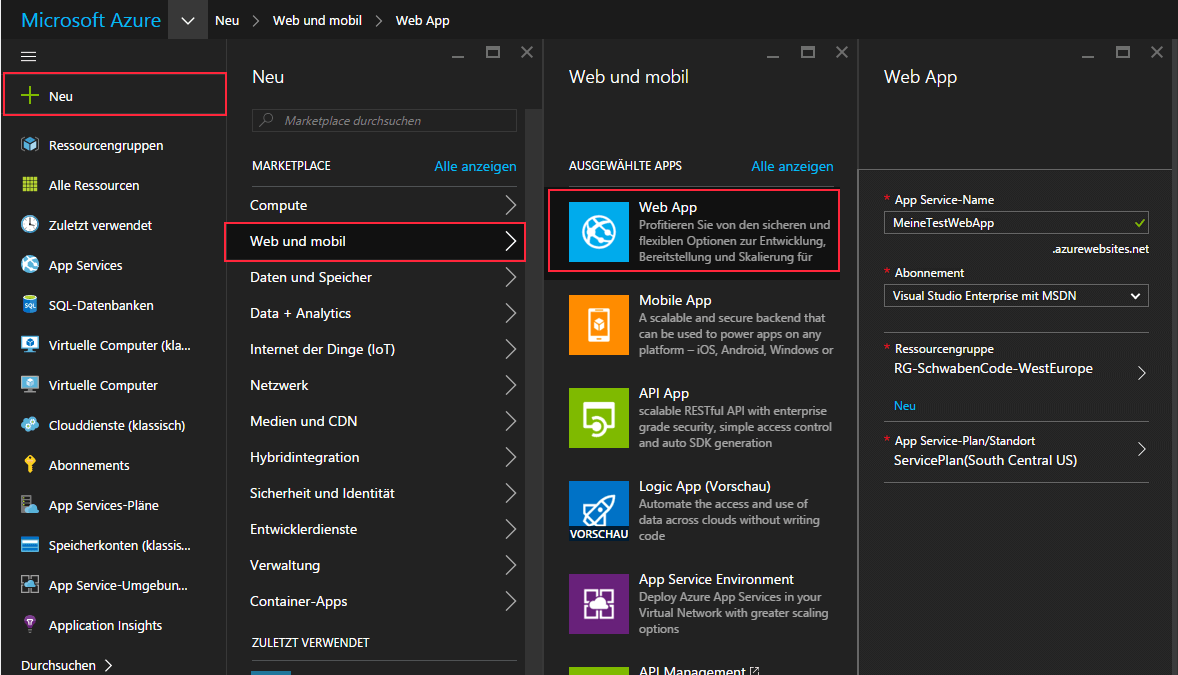 Microsoft Azure
Neu > Web und mobil > Web App
Neu
Ressourcengruppen
Alle Ressourcen
Zuletzt verwendet
App Services
SQL-Datenbanken
Virtuelle Computer (kla...
Virtuelle Computer
Clouddienste (klassisch)
Abonnements
App Services-Pläne
Speicherkonten (klassis...
App Service-Umgebun...
Application Insights
Durchsuchen >
Neu
Marketplace durchsuchen
MARKETPLACE Alle anzeigen
Compute
Web und mobil
Daten und Speicher
Data + Analytics
Internet der Dinge (IoT)
Netzwerk
Medien und CDN
Hybridintegration
Sicherheit und Identität
Entwicklerdienste
Verwaltung
Container-Apps
ZULETZT VERWENDET
Web und mobil
AUSGEWÄHLTE APPS Alle anzeigen
Web App
Profitieren Sie von den sicheren und
flexiblen Optionen zur Entwicklung,
Bereitstellung und Skalierung für
Mobile App
A scalable and secure backend that
can be used to power apps on any
platform – iOS, Android, Windows or
API App
scalable RESTful API with enterprise
grade security, simple access control
and auto SDK generation
VORSCHAU
Logic App (Vorschau)
Automate the access and use of
data across clouds without writing
code
App Service Environment
Deploy Azure App Services in your
Virtual Network with greater scaling
options
API Management
Web App
* App Service-Name
MeineTestWebApp
.azurewebsites.net
* Abonnement
Visual Studio Enterprise mit MSDN
* Ressourcengruppe
RG-SchwabenCode-WestEurope
Neu
* App Service-Plan/Standort
ServicePlan(South Central US)